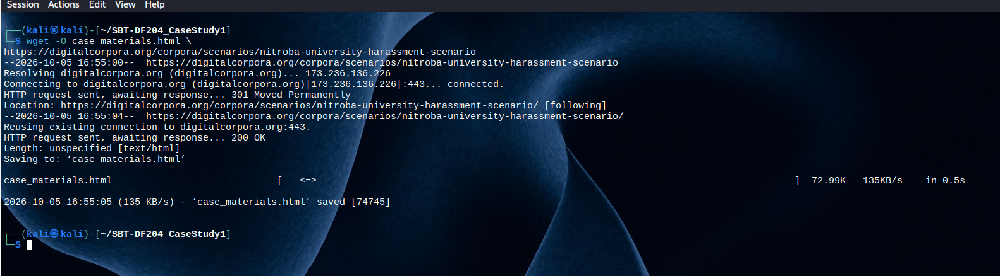 Session Actions Edit View Help
┌──(kali㉿kali)-[~/SBT-DF204_CaseStudy1]
└─$ wget -O case_materials.html \
https://digitalcorpora.org/corpora/scenarios/nitroba-university-harassment-scenario
--2026-10-05 16:55:00--  https://digitalcorpora.org/corpora/scenarios/nitroba-university-harassment-scenario
Resolving digitalcorpora.org (digitalcorpora.org)... 173.236.136.226
Connecting to digitalcorpora.org (digitalcorpora.org)|173.236.136.226|:443... connected.
HTTP request sent, awaiting response... 301 Moved Permanently
Location: https://digitalcorpora.org/corpora/scenarios/nitroba-university-harassment-scenario/ [following]
--2026-10-05 16:55:04--  https://digitalcorpora.org/corpora/scenarios/nitroba-university-harassment-scenario/
Reusing existing connection to digitalcorpora.org:443.
HTTP request sent, awaiting response... 200 OK
Length: unspecified [text/html]
Saving to: ‘case_materials.html’
case_materials.html                             [   <=>                                                                                    ]  72.99K   135KB/s    in 0.5s
2026-10-05 16:55:05 (135 KB/s) - ‘case_materials.html’ saved [74745]
┌──(kali㉿kali)-[~/SBT-DF204_CaseStudy1]
└─$